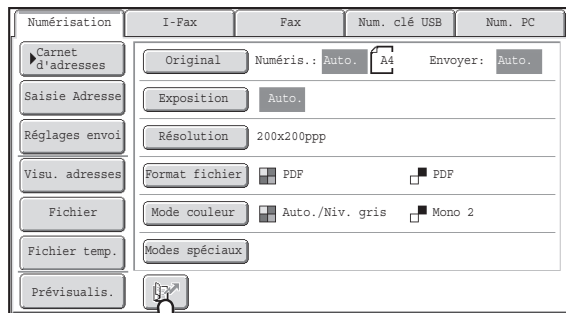 Numérisation I-Fax Fax Num. clé USB Num. PC
Carnet
d'adresses
Original Numéris.: Auto. A4 Envoyer: Auto.
Saisie Adresse Exposition Auto.
Réglages envoi Résolution 200x200ppp
Visu. adresses Format fichier PDF PDF
Fichier Mode couleur Auto./Niv. gris Mono 2
Fichier temp. Modes spéciaux
Prévisualis.